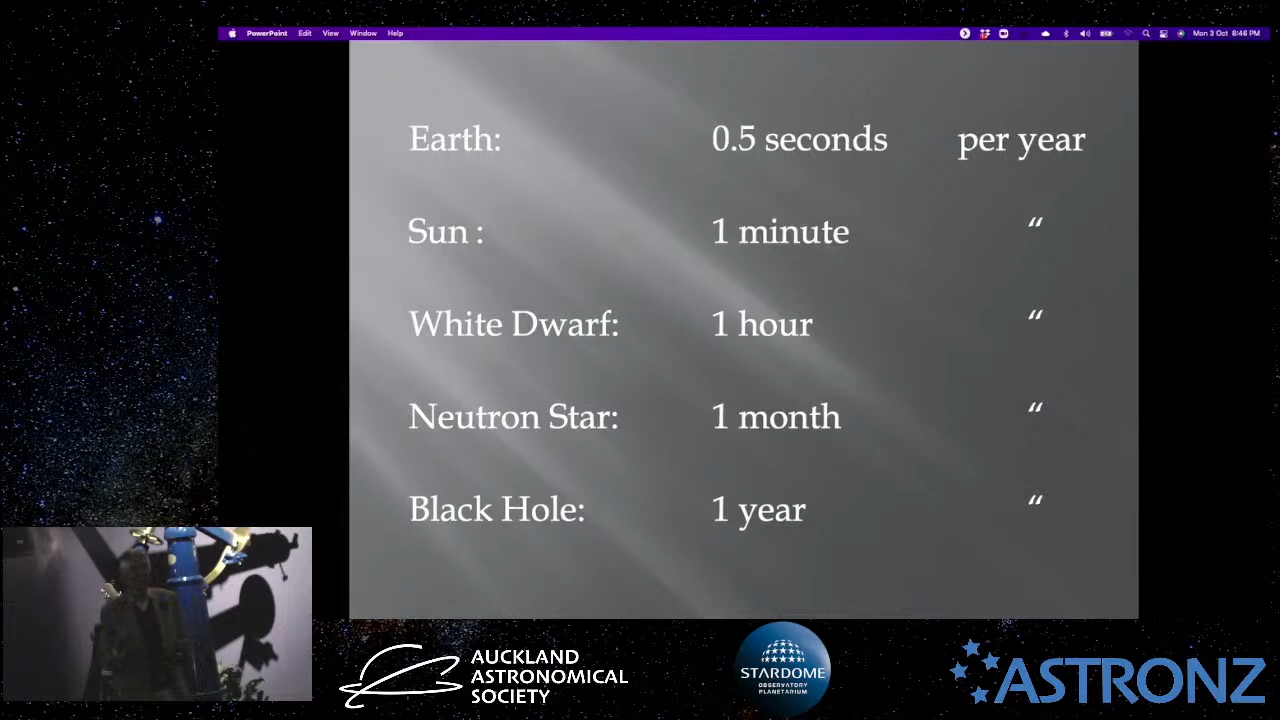 PowerPoint Edit View Window Help Mon 3 Oct 8:46 PM
Earth: 0.5 seconds per year
Sun : 1 minute “
White Dwarf: 1 hour “
Neutron Star: 1 month “
Black Hole: 1 year “
AUCKLAND
ASTRONOMICAL
SOCIETY
STARDOME
OBSERVATORY
PLANETARIUM
ASTRONZ